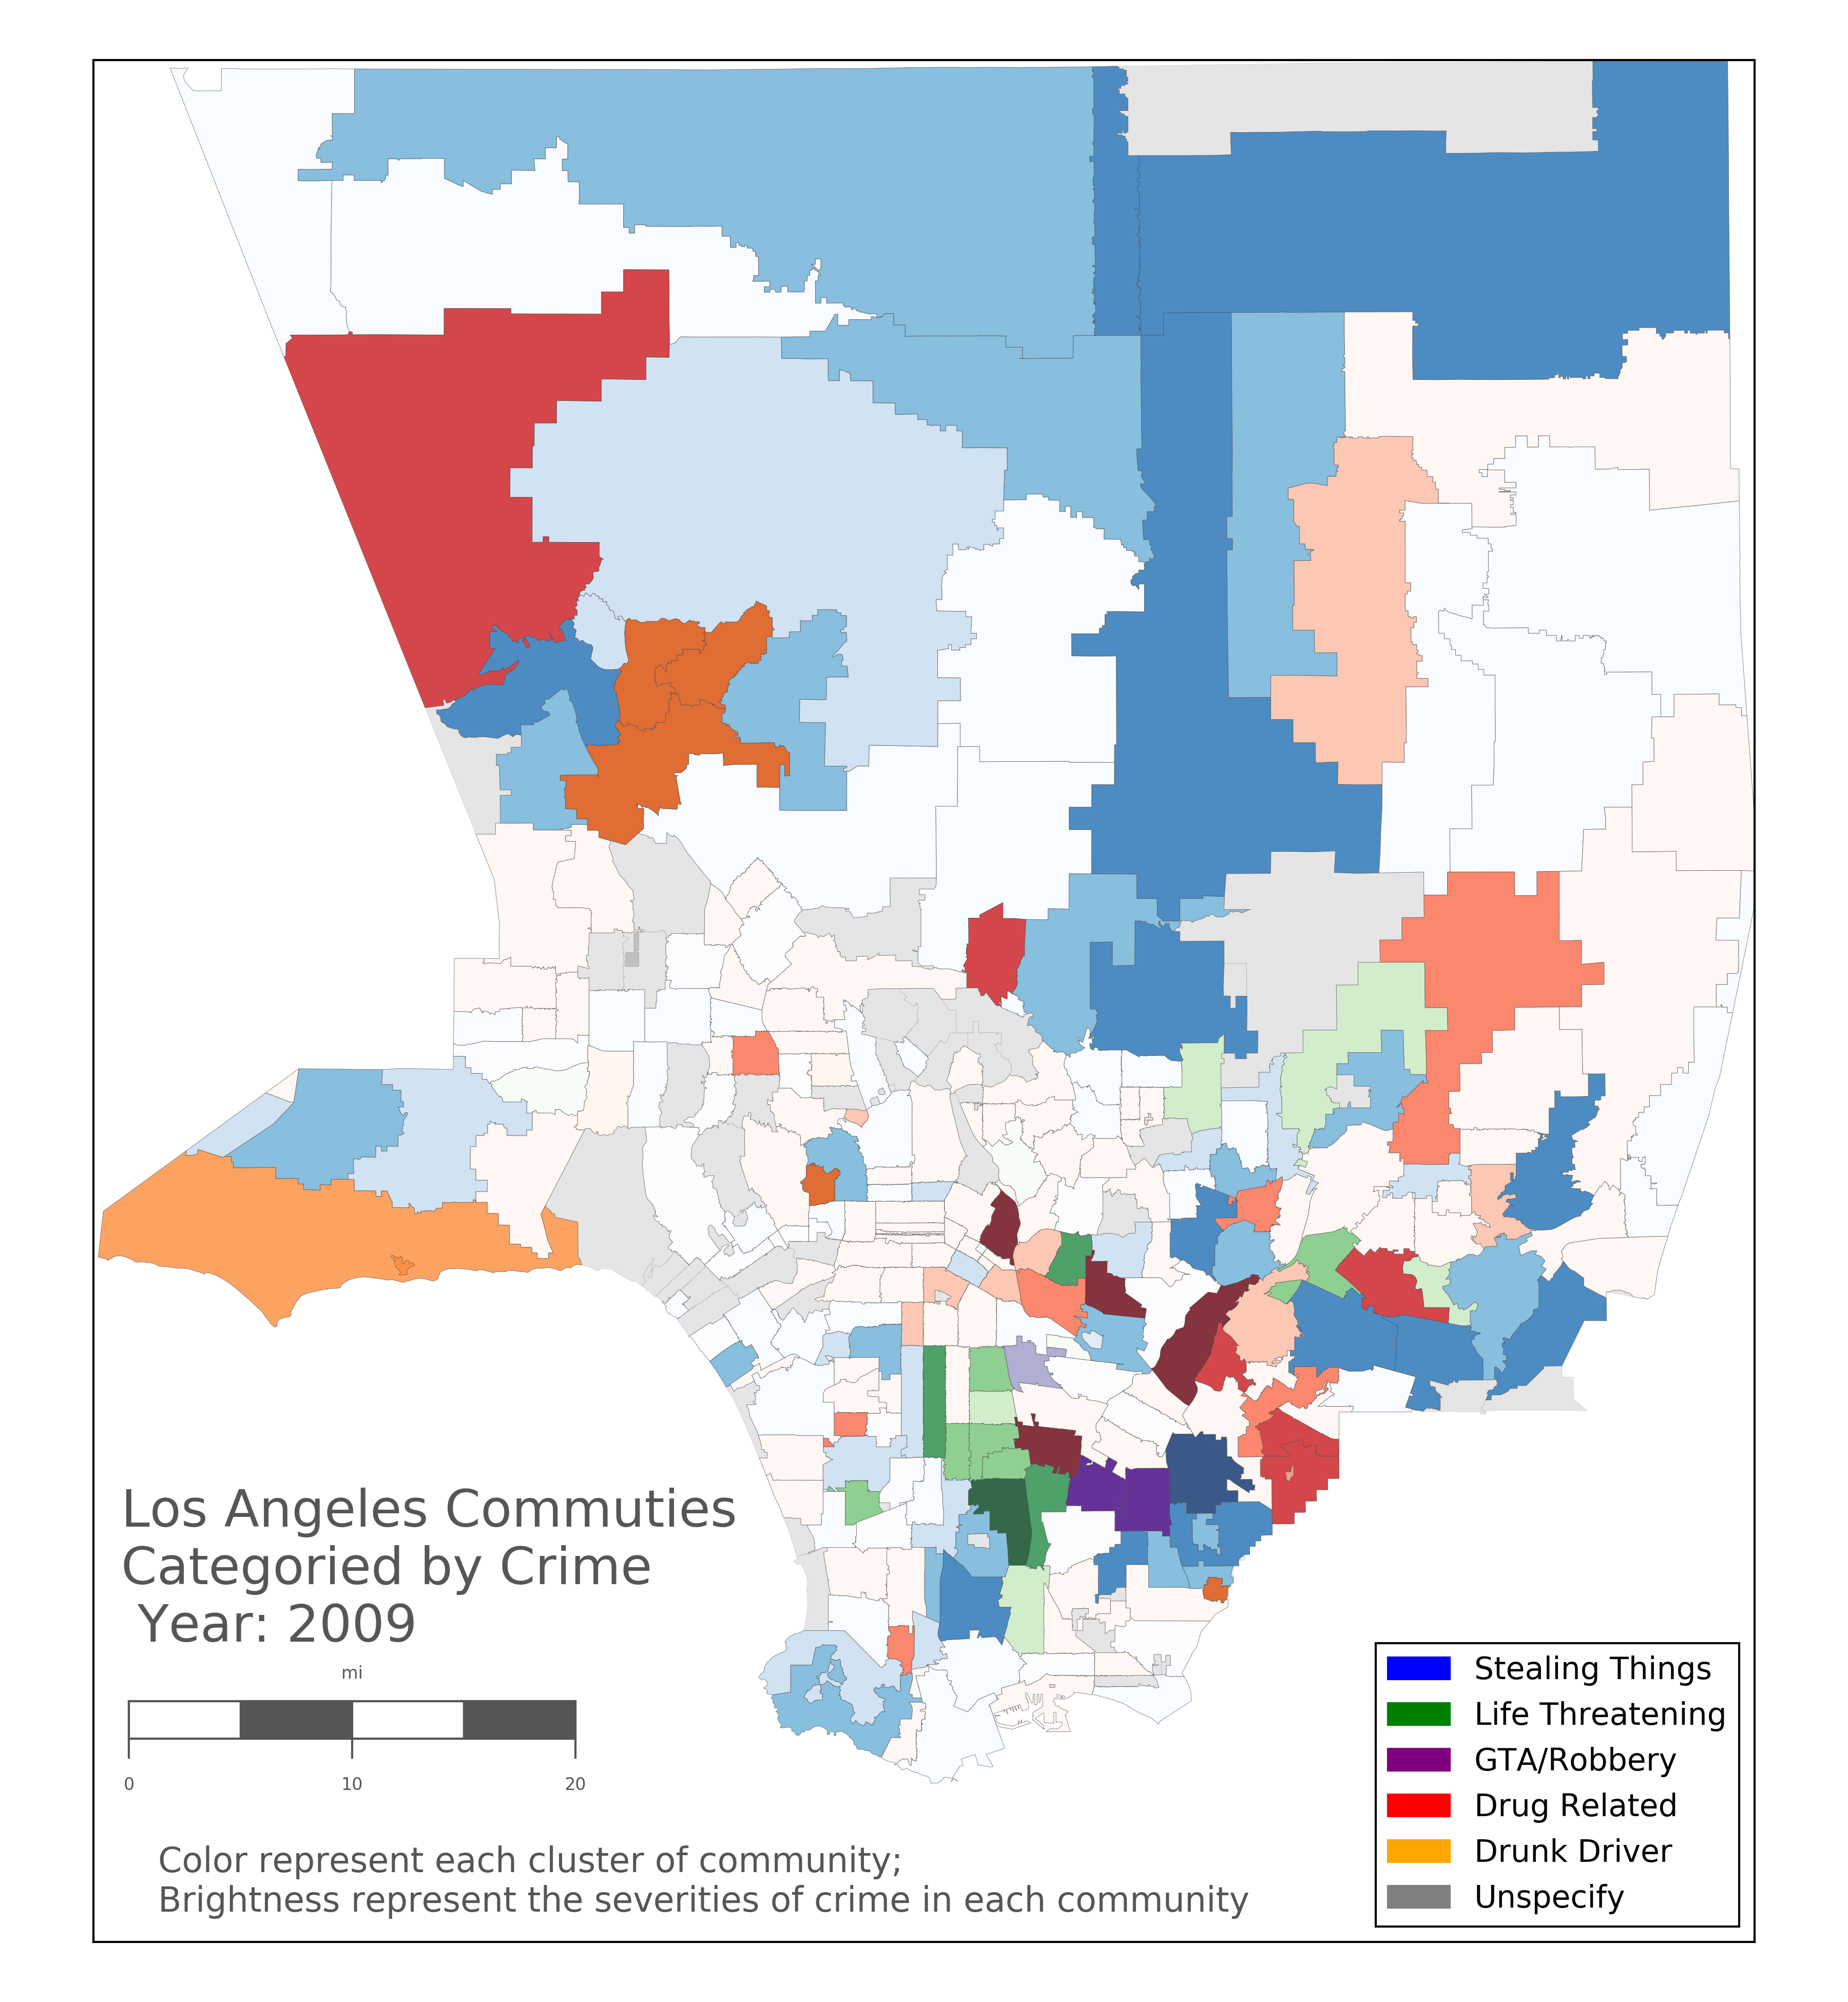 Los Angeles Commuties
Categoried by Crime
Year: 2009
mi
0 10 20
Color represent each cluster of community;
Brightness represent the severities of crime in each community
Stealing Things
Life Threatening
GTA/Robbery
Drug Related
Drunk Driver
Unspecify